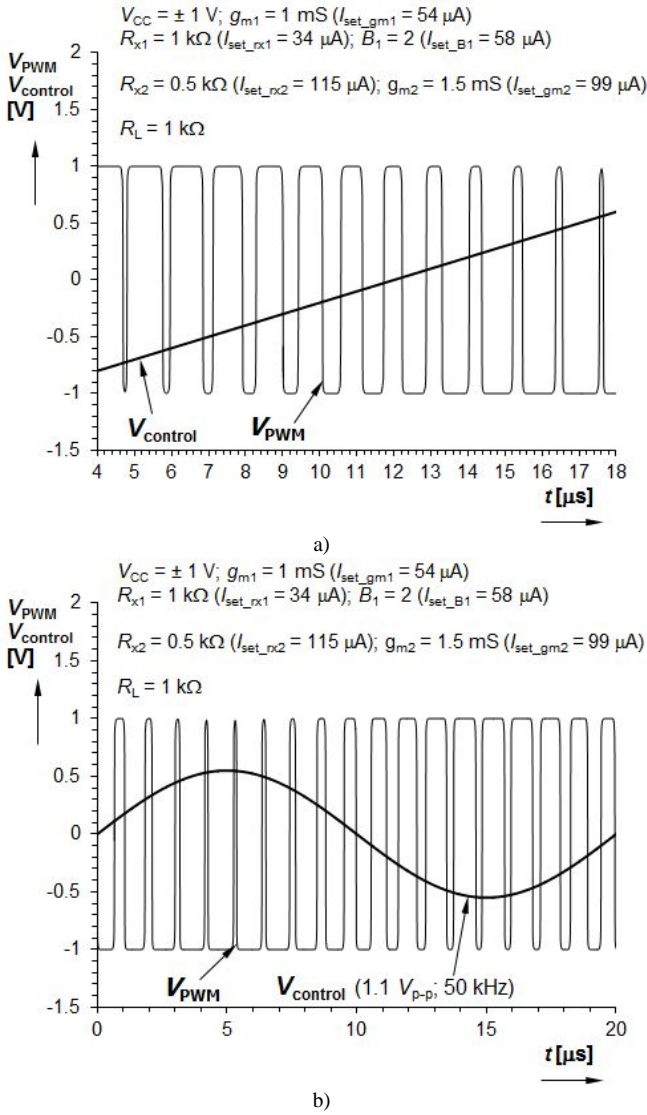 V_CC = ± 1 V; g_m1 = 1 mS (I_set_gm1 = 54 µA)
R_x1 = 1 kΩ (I_set_rx1 = 34 µA); B_1 = 2 (I_set_B1 = 58 µA)
R_x2 = 0.5 kΩ (I_set_rx2 = 115 µA); g_m2 = 1.5 mS (I_set_gm2 = 99 µA)
R_L = 1 kΩ
V_PWM
V_control
[V]
2
1.5
1
0.5
0
-0.5
-1
-1.5
V_control
V_PWM
4 5 6 7 8 9 10 11 12 13 14 15 16 17 18
t [µs]
a)
V_CC = ± 1 V; g_m1 = 1 mS (I_set_gm1 = 54 µA)
R_x1 = 1 kΩ (I_set_rx1 = 34 µA); B_1 = 2 (I_set_B1 = 58 µA)
R_x2 = 0.5 kΩ (I_set_rx2 = 115 µA); g_m2 = 1.5 mS (I_set_gm2 = 99 µA)
R_L = 1 kΩ
V_PWM
V_control
[V]
2
1.5
1
0.5
0
-0.5
-1
-1.5
V_PWM
V_control (1.1 V_p-p; 50 kHz)
0 5 10 15 20
t [µs]
b)